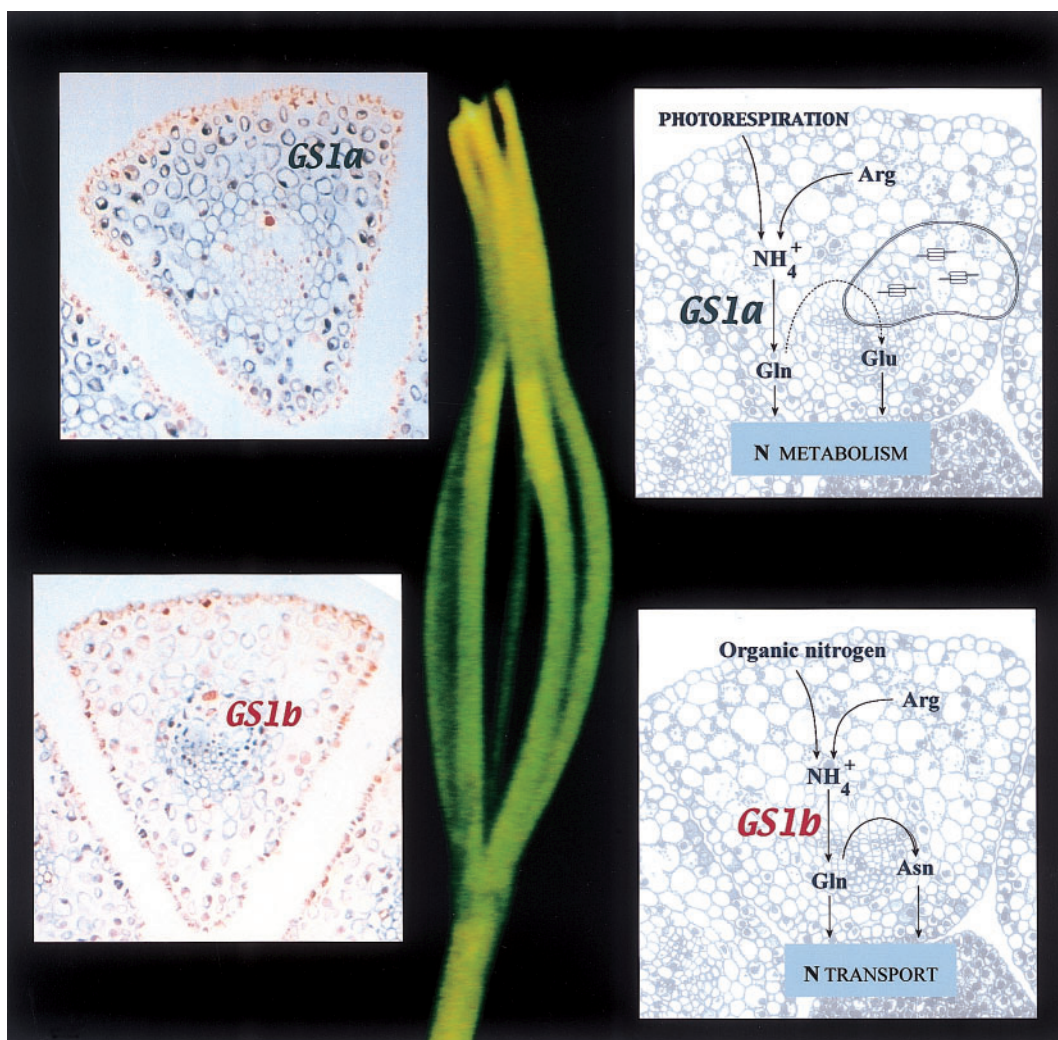 GS1a
PHOTORESPIRATION
Arg
NH4+
GS1a
Gln
Glu
N METABOLISM
GS1b
Organic nitrogen
Arg
NH4+
GS1b
Gln
Asn
N TRANSPORT